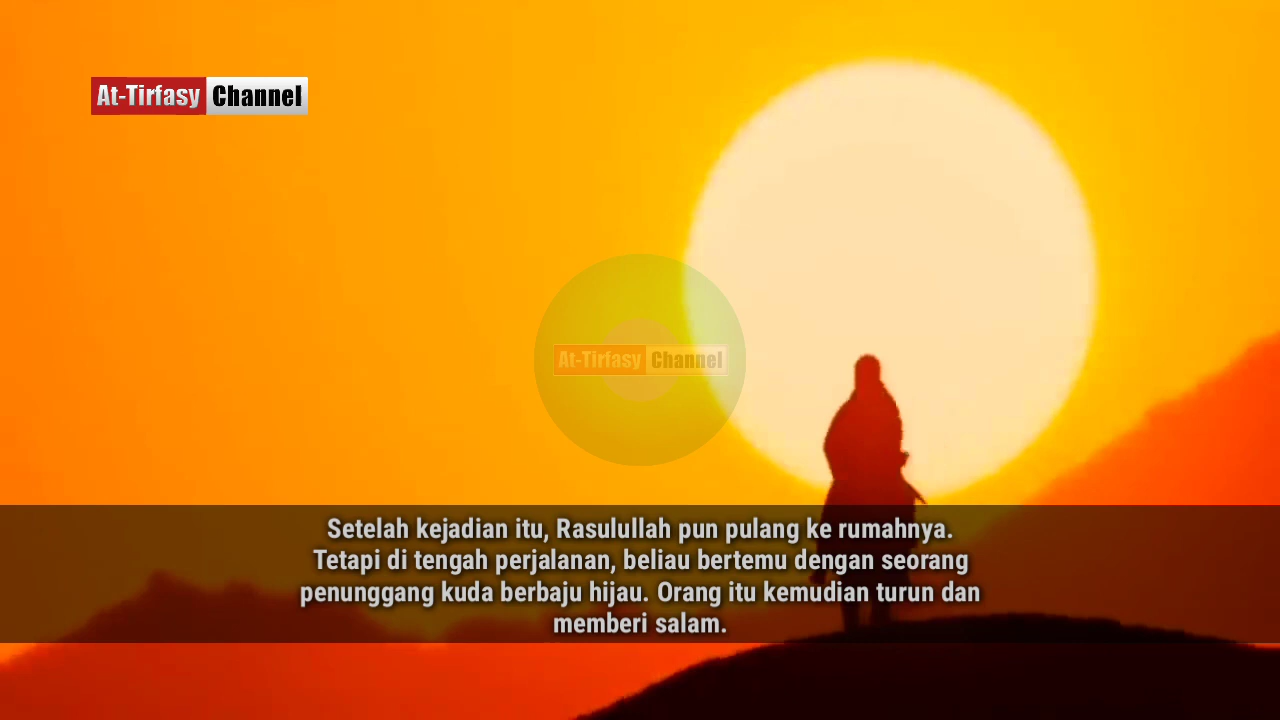 At-Tirfasy Channel
At-Tirfasy Channel
Setelah kejadian itu, Rasulullah pun pulang ke rumahnya.
Tetapi di tengah perjalanan, beliau bertemu dengan seorang
penunggang kuda berbaju hijau. Orang itu kemudian turun dan
memberi salam.